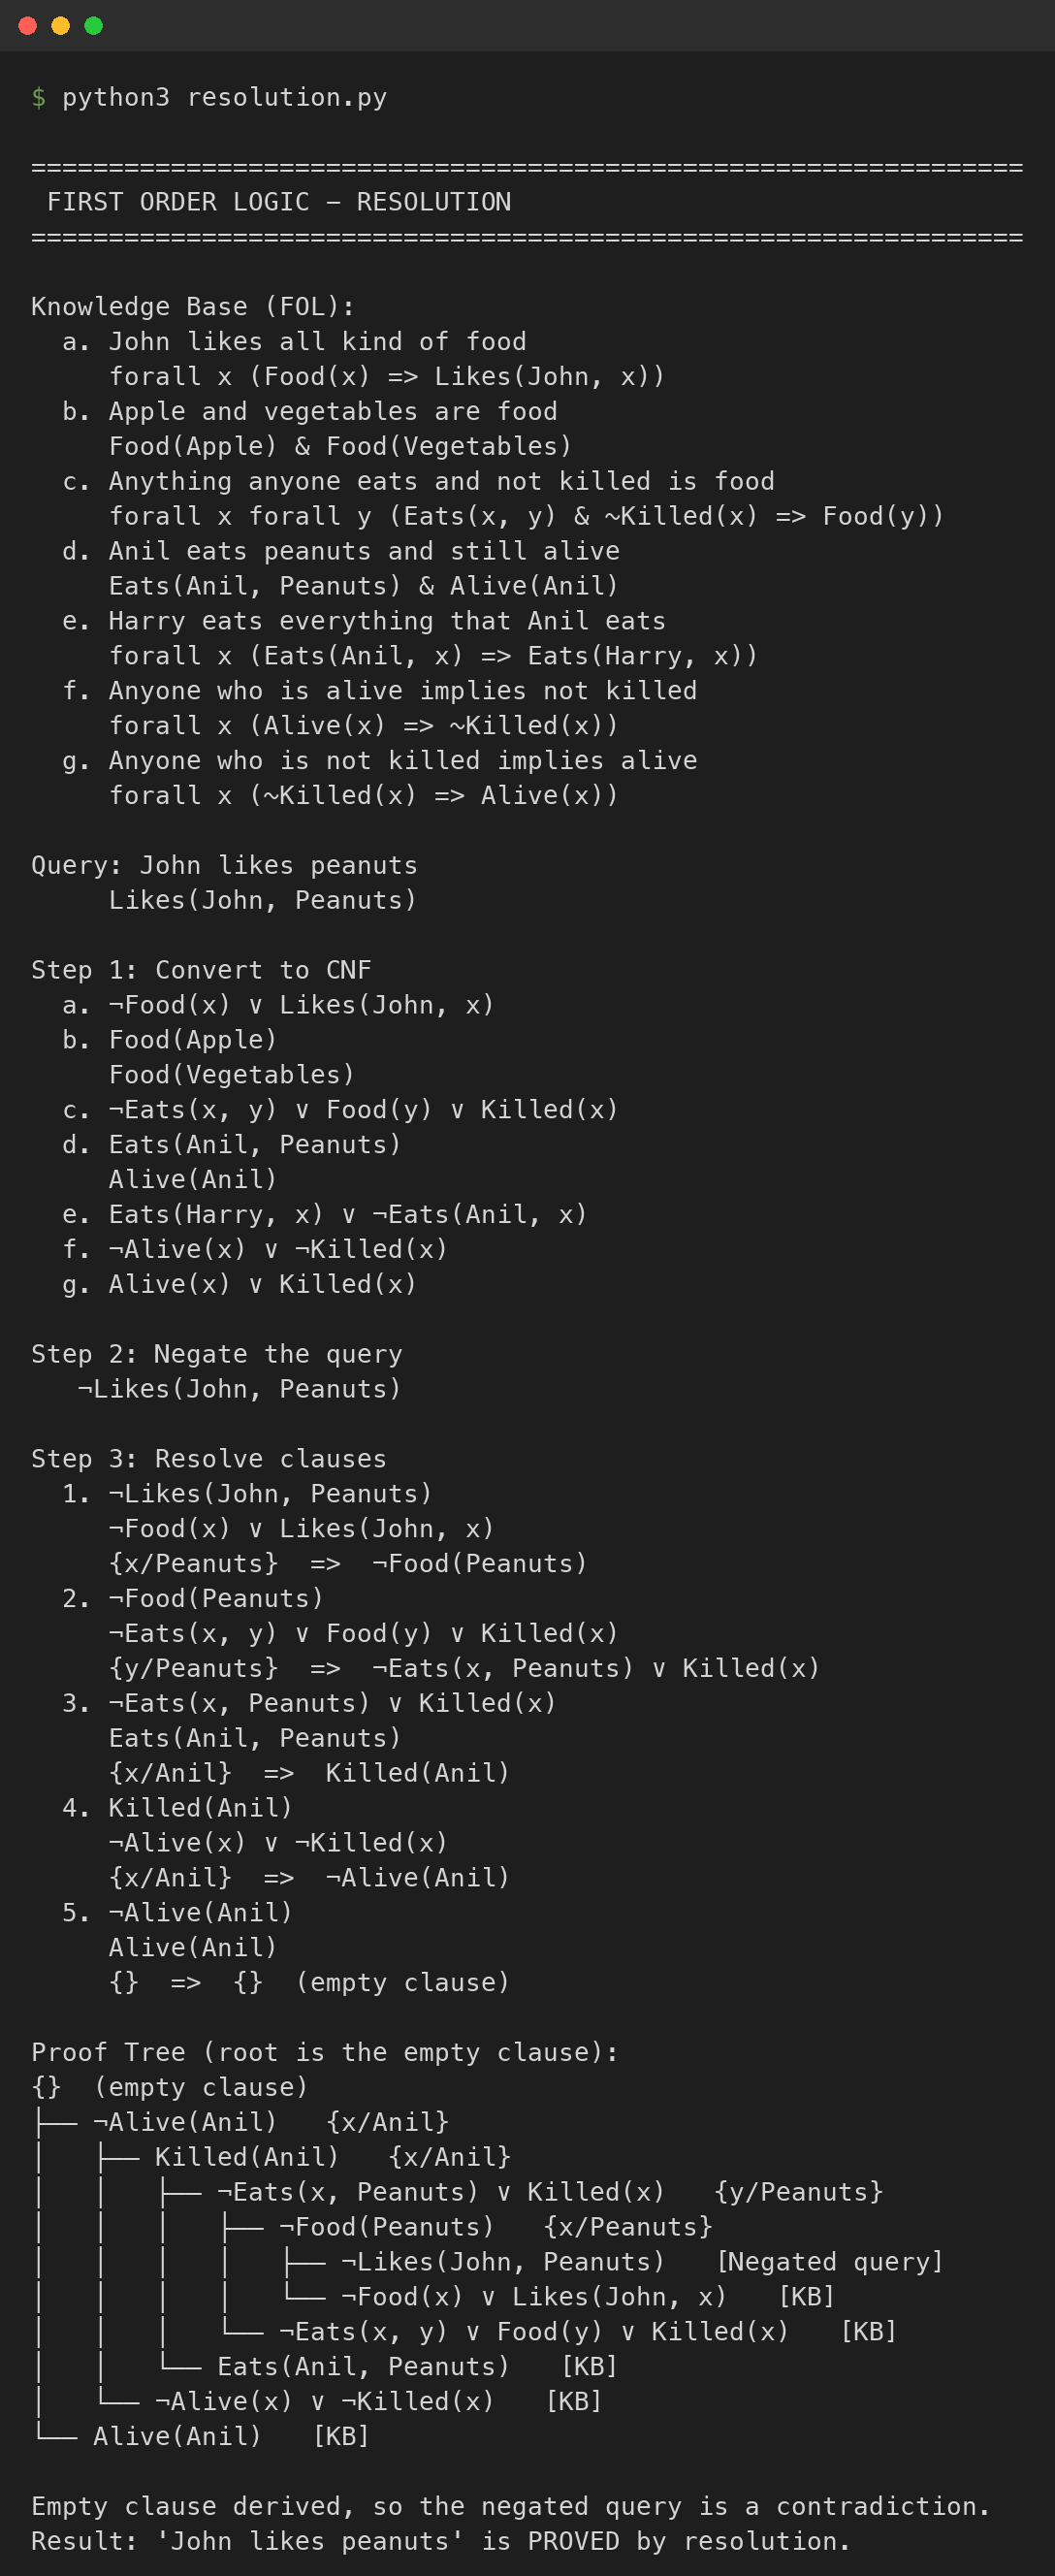 $ python3 resolution.py
================================================================
 FIRST ORDER LOGIC – RESOLUTION
================================================================
Knowledge Base (FOL):
  a. John likes all kind of food
     forall x (Food(x) => Likes(John, x))
  b. Apple and vegetables are food
     Food(Apple) & Food(Vegetables)
  c. Anything anyone eats and not killed is food
     forall x forall y (Eats(x, y) & ~Killed(x) => Food(y))
  d. Anil eats peanuts and still alive
     Eats(Anil, Peanuts) & Alive(Anil)
  e. Harry eats everything that Anil eats
     forall x (Eats(Anil, x) => Eats(Harry, x))
  f. Anyone who is alive implies not killed
     forall x (Alive(x) => ~Killed(x))
  g. Anyone who is not killed implies alive
     forall x (~Killed(x) => Alive(x))
Query: John likes peanuts
     Likes(John, Peanuts)
Step 1: Convert to CNF
  a. ¬Food(x) ∨ Likes(John, x)
  b. Food(Apple)
     Food(Vegetables)
  c. ¬Eats(x, y) ∨ Food(y) ∨ Killed(x)
  d. Eats(Anil, Peanuts)
     Alive(Anil)
  e. Eats(Harry, x) ∨ ¬Eats(Anil, x)
  f. ¬Alive(x) ∨ ¬Killed(x)
  g. Alive(x) ∨ Killed(x)
Step 2: Negate the query
   ¬Likes(John, Peanuts)
Step 3: Resolve clauses
  1. ¬Likes(John, Peanuts)
     ¬Food(x) ∨ Likes(John, x)
     {x/Peanuts}  =>  ¬Food(Peanuts)
  2. ¬Food(Peanuts)
     ¬Eats(x, y) ∨ Food(y) ∨ Killed(x)
     {y/Peanuts}  =>  ¬Eats(x, Peanuts) ∨ Killed(x)
  3. ¬Eats(x, Peanuts) ∨ Killed(x)
     Eats(Anil, Peanuts)
     {x/Anil}  =>  Killed(Anil)
  4. Killed(Anil)
     ¬Alive(x) ∨ ¬Killed(x)
     {x/Anil}  =>  ¬Alive(Anil)
  5. ¬Alive(Anil)
     Alive(Anil)
     {}  =>  {}  (empty clause)
Proof Tree (root is the empty clause):
{}  (empty clause)
├── ¬Alive(Anil)   {x/Anil}
│   ├── Killed(Anil)   {x/Anil}
│   │   ├── ¬Eats(x, Peanuts) ∨ Killed(x)   {y/Peanuts}
│   │   │   ├── ¬Food(Peanuts)   {x/Peanuts}
│   │   │   │   ├── ¬Likes(John, Peanuts)   [Negated query]
│   │   │   │   └── ¬Food(x) ∨ Likes(John, x)   [KB]
│   │   │   └── ¬Eats(x, y) ∨ Food(y) ∨ Killed(x)   [KB]
│   │   └── Eats(Anil, Peanuts)   [KB]
│   └── ¬Alive(x) ∨ ¬Killed(x)   [KB]
└── Alive(Anil)   [KB]
Empty clause derived, so the negated query is a contradiction.
Result: 'John likes peanuts' is PROVED by resolution.